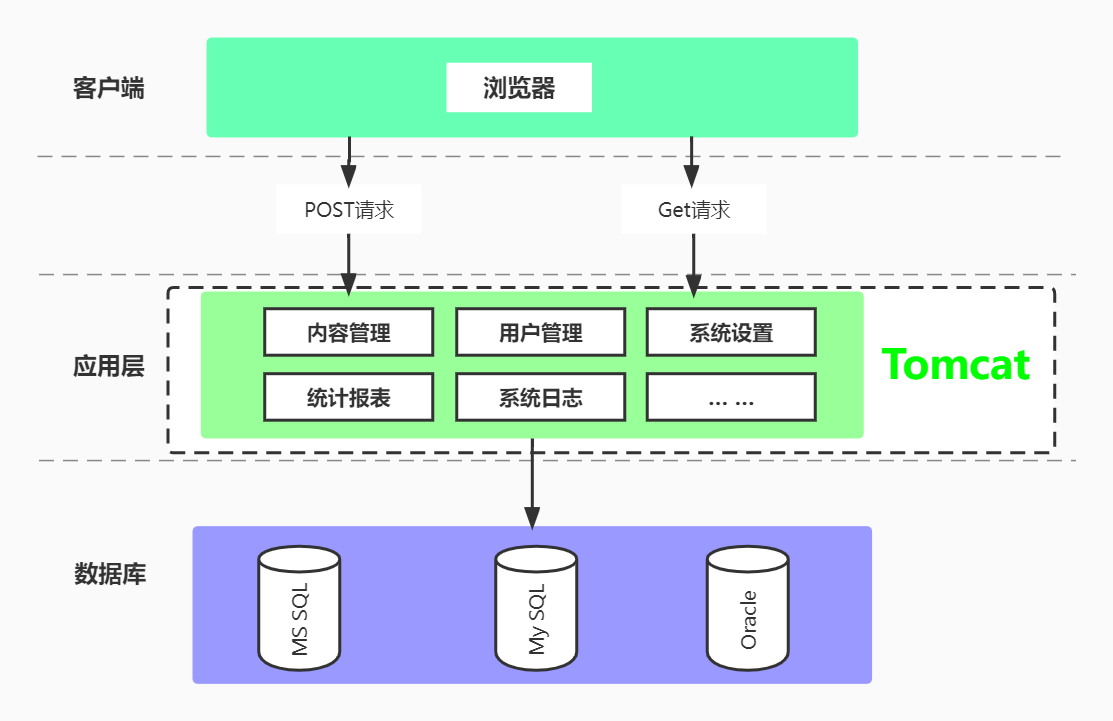 客户端
浏览器
POST请求
Get请求
应用层
内容管理
用户管理
系统设置
统计报表
系统日志
... ...
Tomcat
数据库
MS SQL
My SQL
Oracle